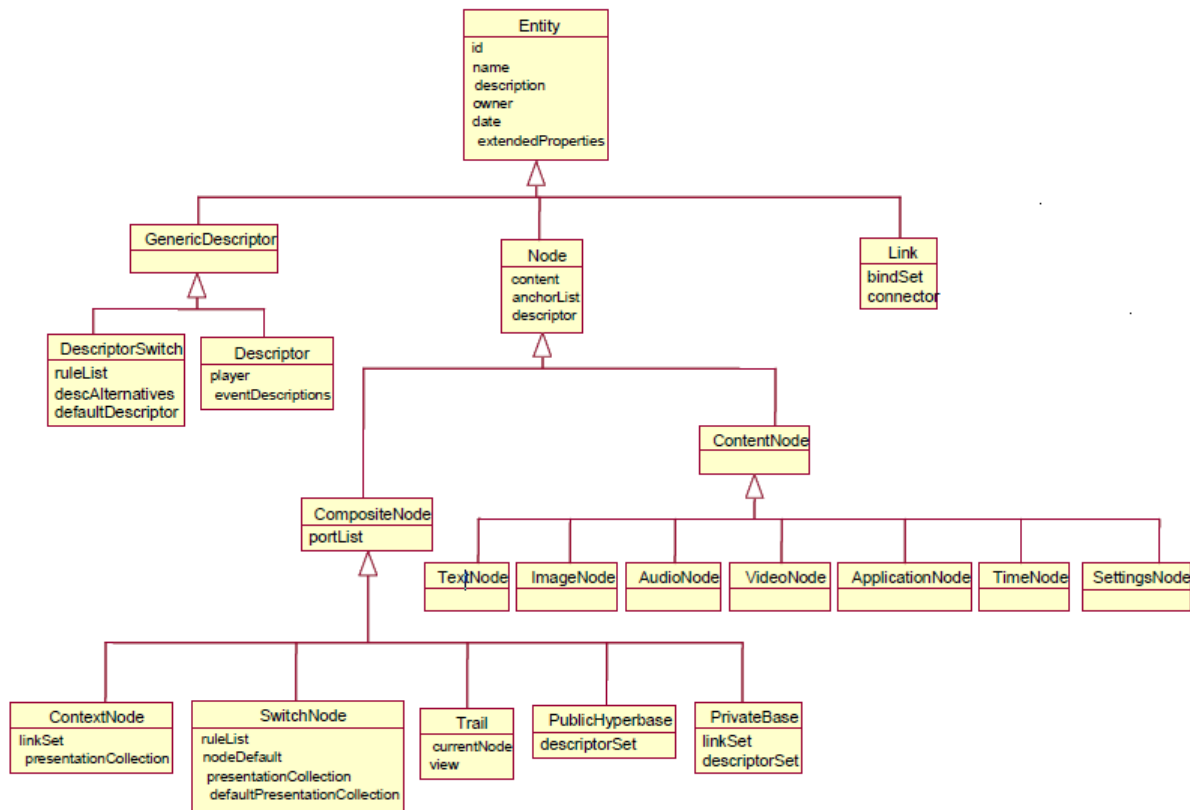 Entity
id
name
description
owner
date
extendedProperties
GenericDescriptor
Node
content
anchorList
descriptor
Link
bindSet
connector
DescriptorSwitch
ruleList
descAlternatives
defaultDescriptor
Descriptor
player
eventDescriptions
ContentNode
CompositeNode
portList
TextNode
ImageNode
AudioNode
VideoNode
ApplicationNode
TimeNode
SettingsNode
ContextNode
linkSet
presentationCollection
SwitchNode
ruleList
nodeDefault
presentationCollection
defaultPresentationCollection
Trail
currentNode
view
PublicHyperbase
descriptorSet
PrivateBase
linkSet
descriptorSet